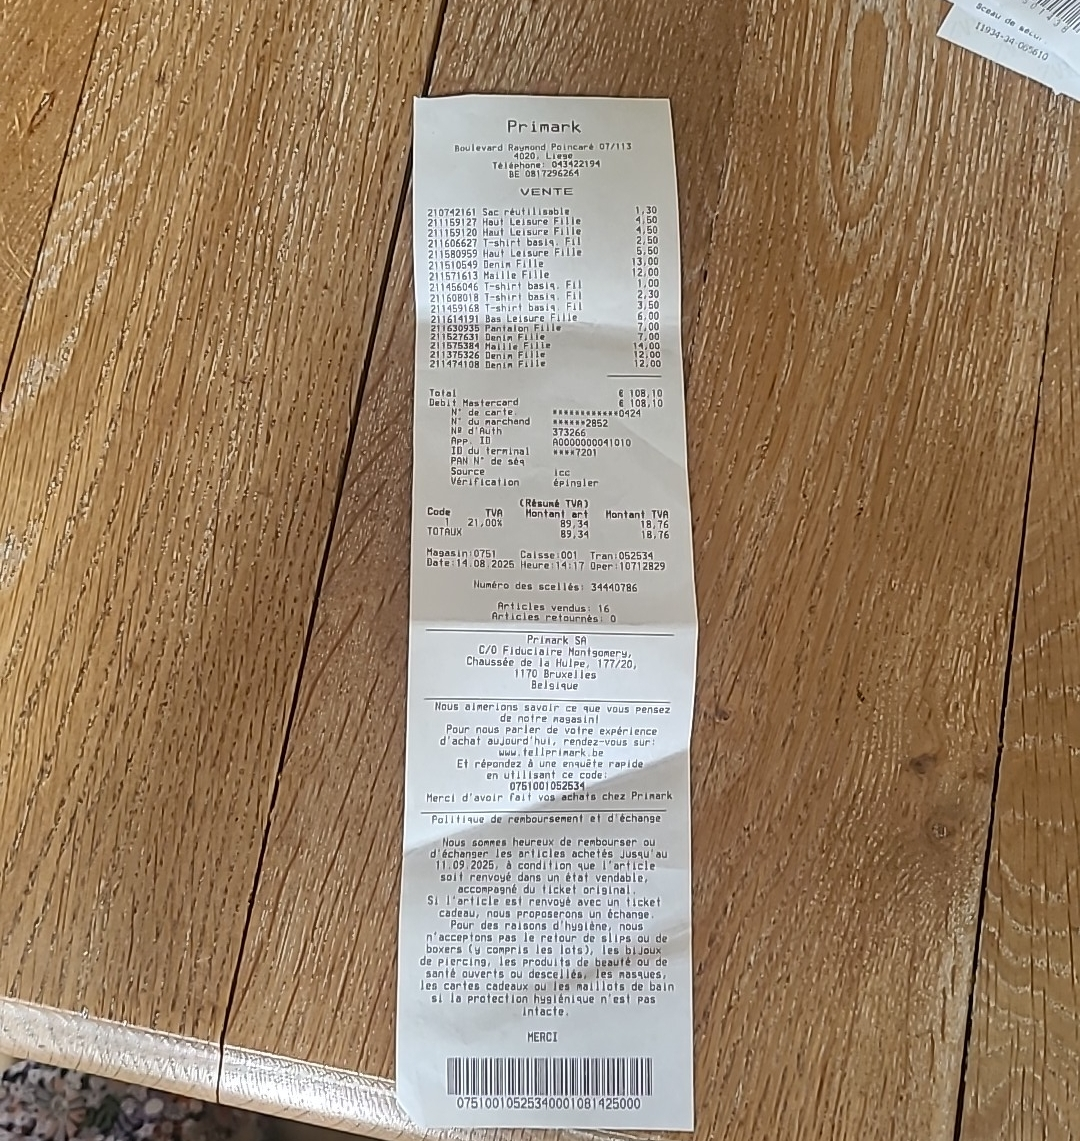 Sceau de sécu.
11934-34-065610
Primark
Boulevard Raymond Poincaré 07/113
4020, Liege
Téléphone: 043422194
BE 0817296264
VENTE
210742161 Sac réutilisable 1,30
211159127 Haut Leisure Fille 4,50
211159120 Haut Leisure Fille 4,50
211606627 T-shirt basiq. Fil 2,50
211580959 Haut Leisure Fille 5,50
211510549 Denim Fille 13,00
211571613 Maille Fille 12,00
211456046 T-shirt basiq. Fil 1,00
211608018 T-shirt basiq. Fil 2,30
211459168 T-shirt basiq. Fil 3,50
211614191 Bas Leisure Fille 6,00
211630935 Pantalon Fille 7,00
211527631 Denim Fille 7,00
211575384 Maille Fille 14,00
211375326 Denim Fille 12,00
211474108 Denim Fille 12,00
Total € 108,10
Debit Mastercard € 108,10
N° de carte ************0424
N° du marchand ******2852
Nº d'Auth 373266
App. ID A0000000041010
ID du terminal ****7201
PAN N° de séq
Source icc
Vérification épingler
(Résumé TVA)
Code TVA Montant art Montant TVA
1 21,00% 89,34 18,76
TOTAUX 89,34 18,76
Magasin:0751 Caisse:001 Tran:052534
Date:14.08.2025 Heure:14:17 Oper:10712829
Numéro des scellés: 34440786
Articles vendus: 16
Articles retournés: 0
Primark SA
C/O Fiduciaire Montgomery,
Chaussée de la Hulpe, 177/20,
1170 Bruxelles
Belgique
Nous aimerions savoir ce que vous pensez
de notre magasin!
Pour nous parler de votre expérience
d'achat aujourd'hui, rendez-vous sur:
www.tellprimark.be
Et répondez à une enquête rapide
en utilisant ce code:
0751001052534
Merci d'avoir fait vos achats chez Primark
Politique de remboursement et d'échange
Nous sommes heureux de rembourser ou
d'échanger les articles achetés jusqu'au
11.09.2025, à condition que l'article
soit renvoyé dans un état vendable,
accompagné du ticket original.
Si l'article est renvoyé avec un ticket
cadeau, nous proposerons un échange.
Pour des raisons d'hygiène, nous
n'acceptons pas le retour de slips ou de
boxers (y compris les lots), les bijoux
de piercing, les produits de beauté ou de
santé ouverts ou descellés, les masques,
les cartes cadeaux ou les maillots de bain
si la protection hygiénique n'est pas
intacte.
MERCI
07510010525340001081425000